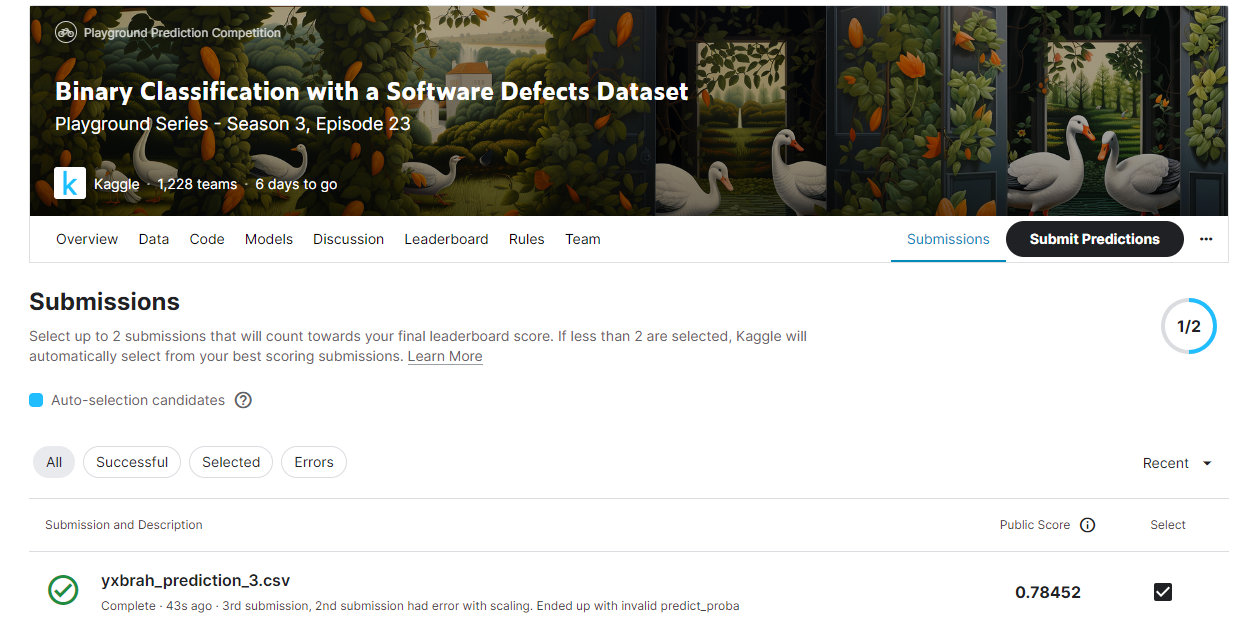 Playground Prediction Competition
Binary Classification with a Software Defects Dataset
Playground Series - Season 3, Episode 23
k Kaggle · 1,228 teams · 6 days to go
Overview Data Code Models Discussion Leaderboard Rules Team Submissions Submit Predictions ...
Submissions
Select up to 2 submissions that will count towards your final leaderboard score. If less than 2 are selected, Kaggle will
automatically select from your best scoring submissions. Learn More
1/2
Auto-selection candidates ?
All Successful Selected Errors Recent
Submission and Description Public Score i Select
yxbrah_prediction_3.csv
Complete · 43s ago · 3rd submission, 2nd submission had error with scaling. Ended up with invalid predict_proba
0.78452